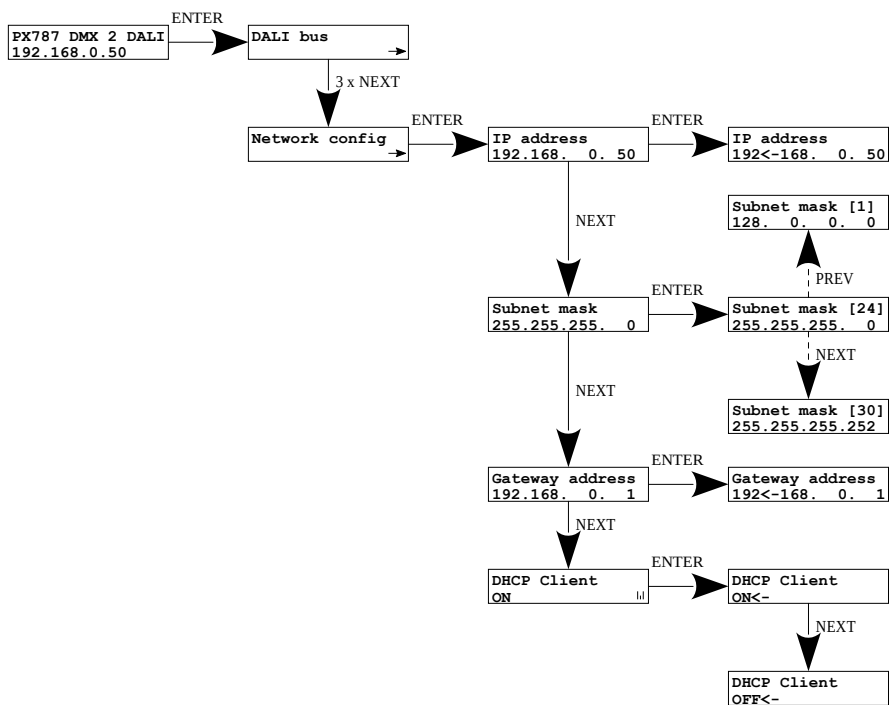 ENTER
PX787 DMX 2 DALI
192.168.0.50
DALI bus
3 x NEXT
Network config
ENTER
IP address
192.168.  0. 50
ENTER
IP address
192<-168.  0. 50
NEXT
Subnet mask [1]
128.  0.  0.  0
PREV
Subnet mask
255.255.255.  0
ENTER
Subnet mask [24]
255.255.255.  0
NEXT
NEXT
Subnet mask [30]
255.255.255.252
Gateway address
192.168.  0.  1
ENTER
Gateway address
192<-168.  0.  1
NEXT
DHCP Client
ON
ENTER
DHCP Client
ON<-
NEXT
DHCP Client
OFF<-